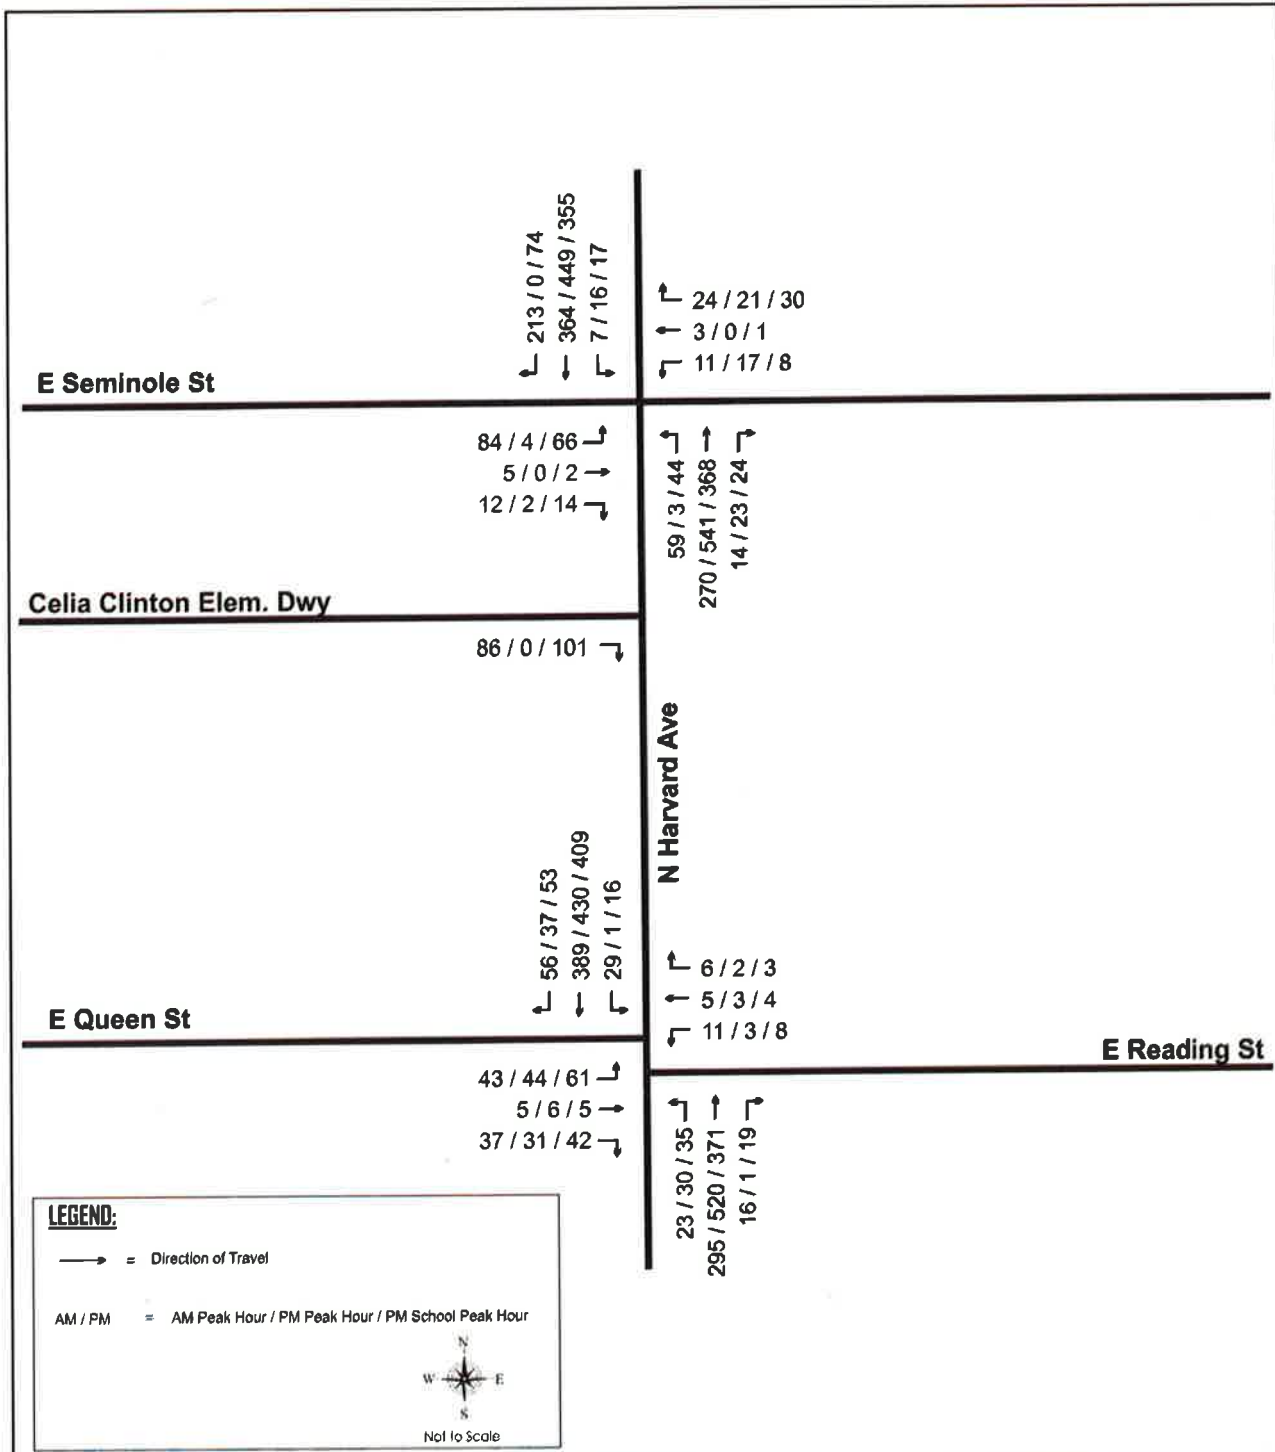 213 / 0 / 74
364 / 449 / 355
7 / 16 / 17
24 / 21 / 30
3 / 0 / 1
11 / 17 / 8
E Seminole St
84 / 4 / 66
5 / 0 / 2
12 / 2 / 14
59 / 3 / 44
270 / 541 / 368
14 / 23 / 24
Celia Clinton Elem. Dwy
86 / 0 / 101
N Harvard Ave
56 / 37 / 53
389 / 430 / 409
29 / 1 / 16
6 / 2 / 3
5 / 3 / 4
11 / 3 / 8
E Queen St
E Reading St
43 / 44 / 61
5 / 6 / 5
37 / 31 / 42
23 / 30 / 35
295 / 520 / 371
16 / 1 / 19
LEGEND:
= Direction of Travel
AM / PM = AM Peak Hour / PM Peak Hour / PM School Peak Hour
N
W E
S
Not to Scale